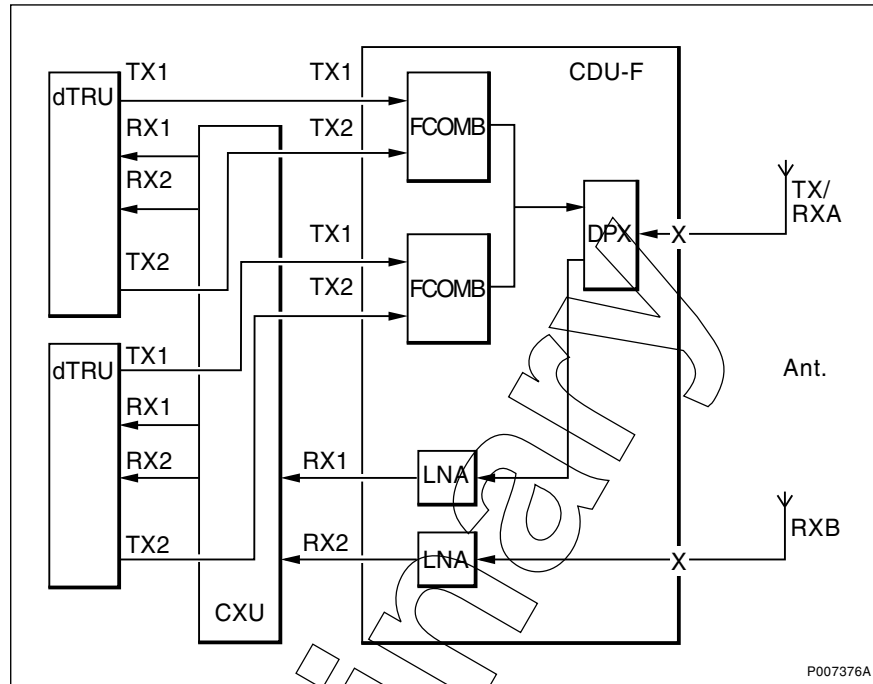 TX1 TX1 CDU-F
dTRU
RX1 TX2 FCOMB
RX2 TX/
RXA
DPX X
TX2 TX1
TX2 FCOMB
TX1
dTRU Ant.
RX1
RX2 RX1 LNA
RXB
TX2 RX2 LNA X
CXU
P007376A
inary